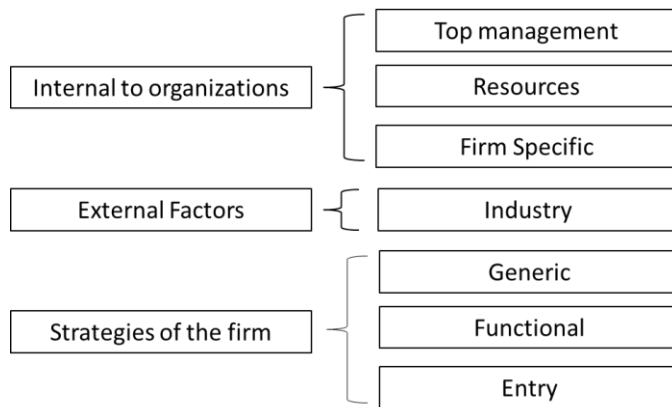 Internal to organizations
Top management
Resources
Firm Specific
External Factors
Industry
Strategies of the firm
Generic
Functional
Entry